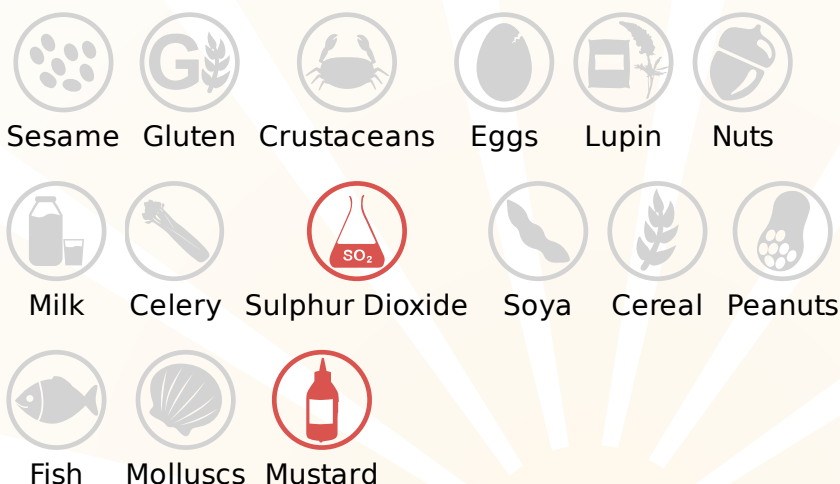 G
Sesame Gluten Crustaceans Eggs Lupin Nuts
SO₂
Milk Celery Sulphur Dioxide Soya Cereal Peanuts
Fish Molluscs Mustard